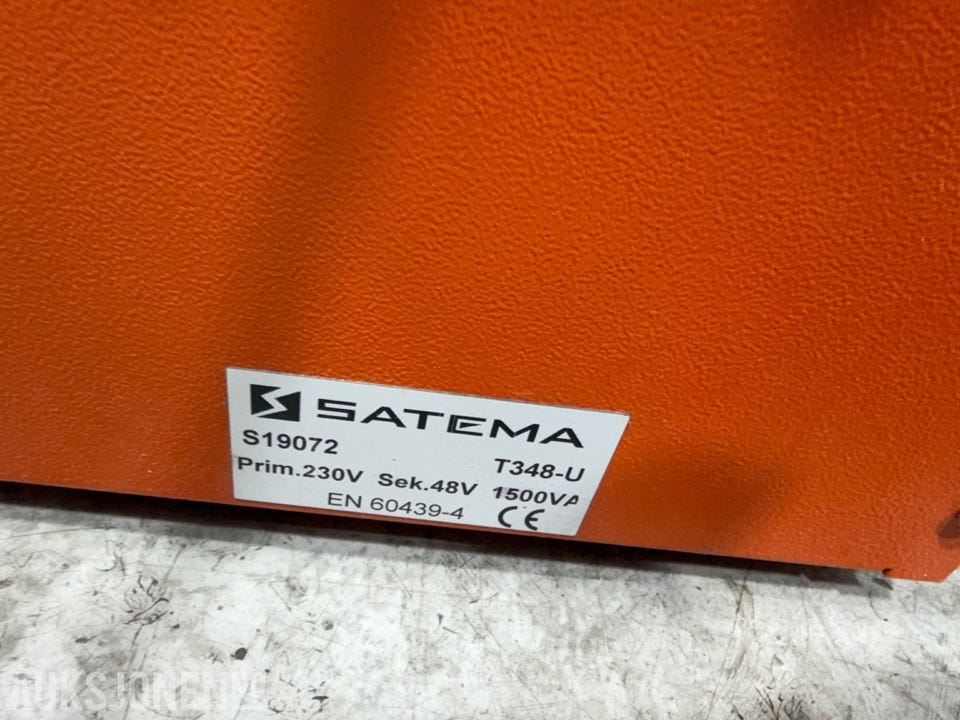 SATEMA
S19072 T348-U
Prim.230V Sek.48V 1500VA
EN 60439-4 CE
AUKSJONEN.NO